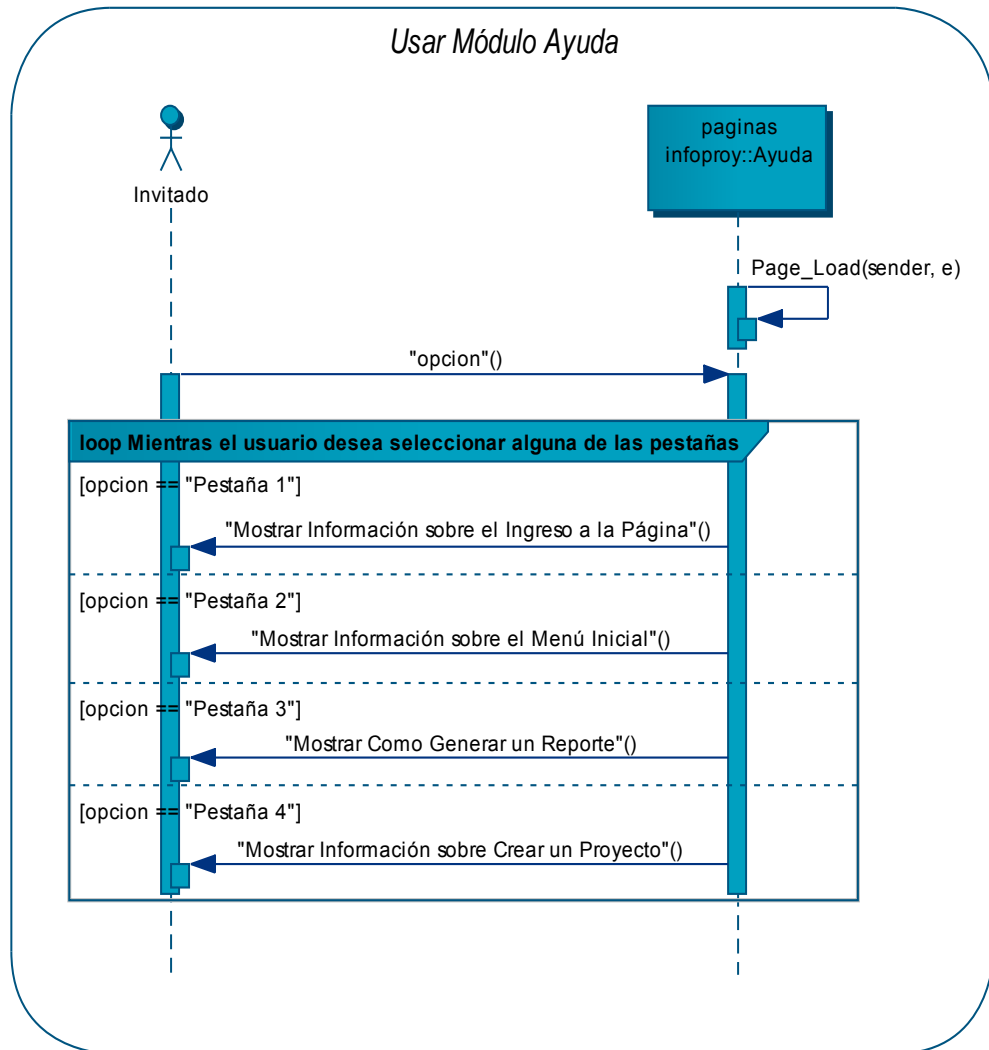 Usar Módulo Ayuda
paginas
infoproy::Ayuda
Invitado
Page_Load(sender, e)
"opcion"()
loop Mientras el usuario desea seleccionar alguna de las pestañas
[opcion == "Pestaña 1"]
"Mostrar Información sobre el Ingreso a la Página"()
[opcion == "Pestaña 2"]
"Mostrar Información sobre el Menú Inicial"()
[opcion == "Pestaña 3"]
"Mostrar Como Generar un Reporte"()
[opcion == "Pestaña 4"]
"Mostrar Información sobre Crear un Proyecto"()